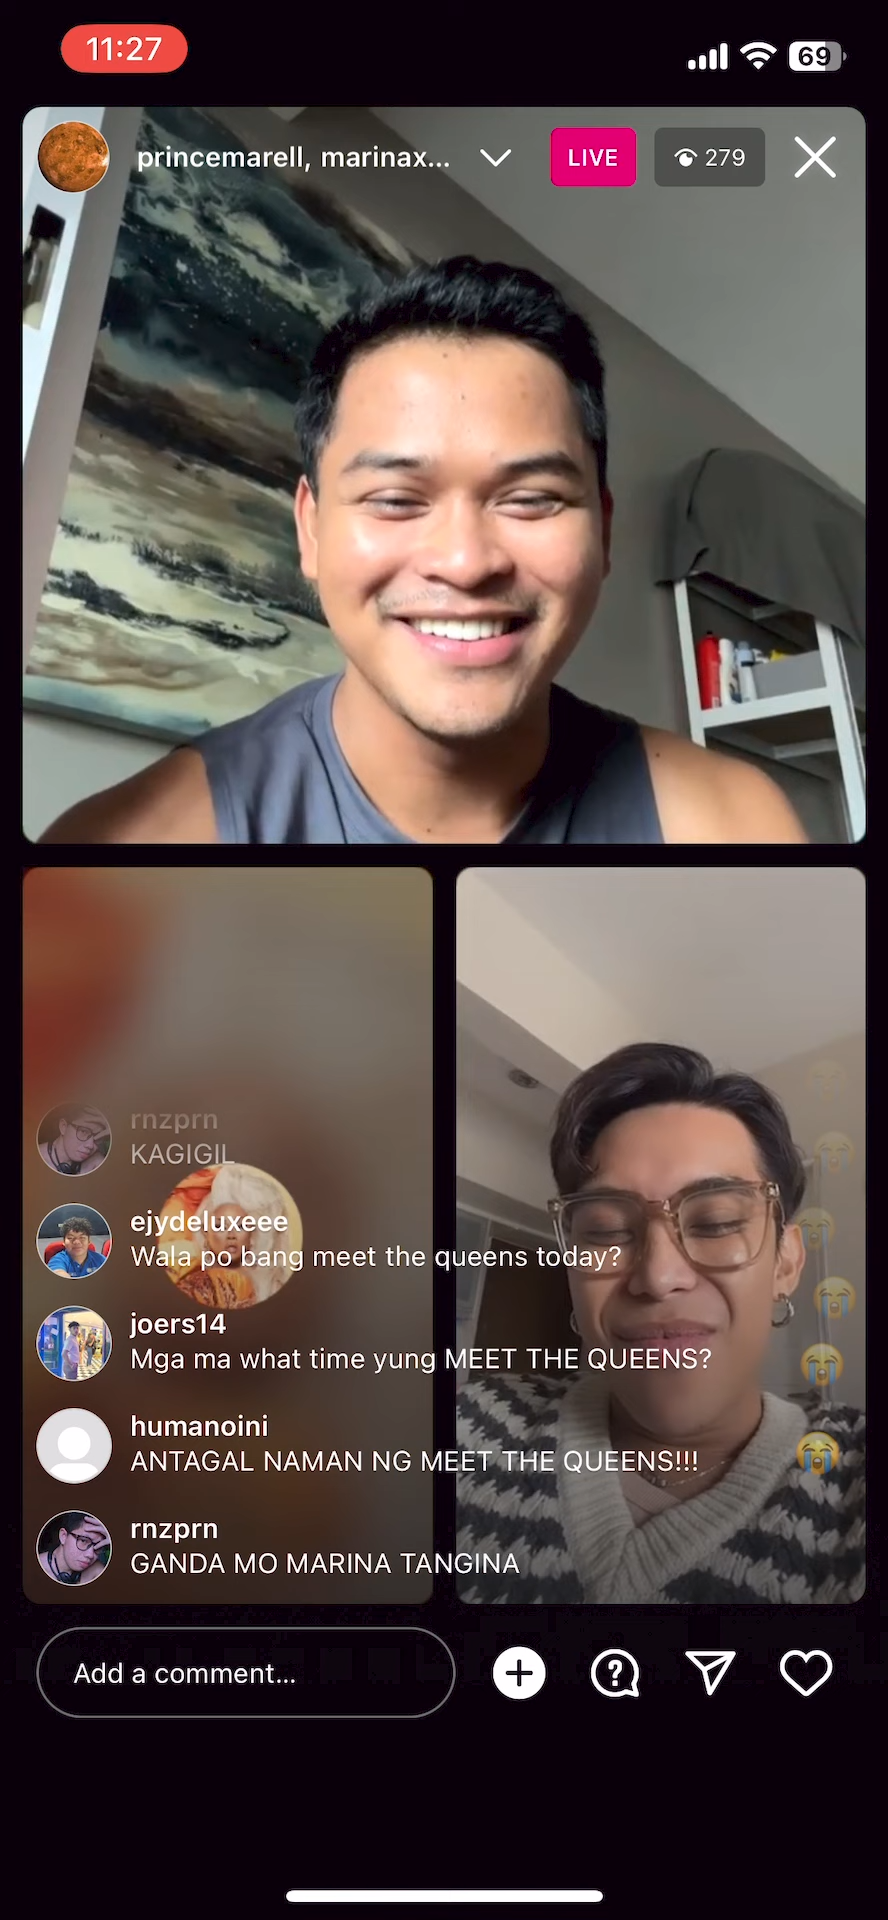 11:27
69
princemarell, marinax...
LIVE
279
rnzprn
KAGIGIL
ejydeluxeee
Wala po bang meet the queens today?
joers14
Mga ma what time yung MEET THE QUEENS?
humanoini
ANTAGAL NAMAN NG MEET THE QUEENS!!!
rnzprn
GANDA MO MARINA TANGINA
Add a comment...